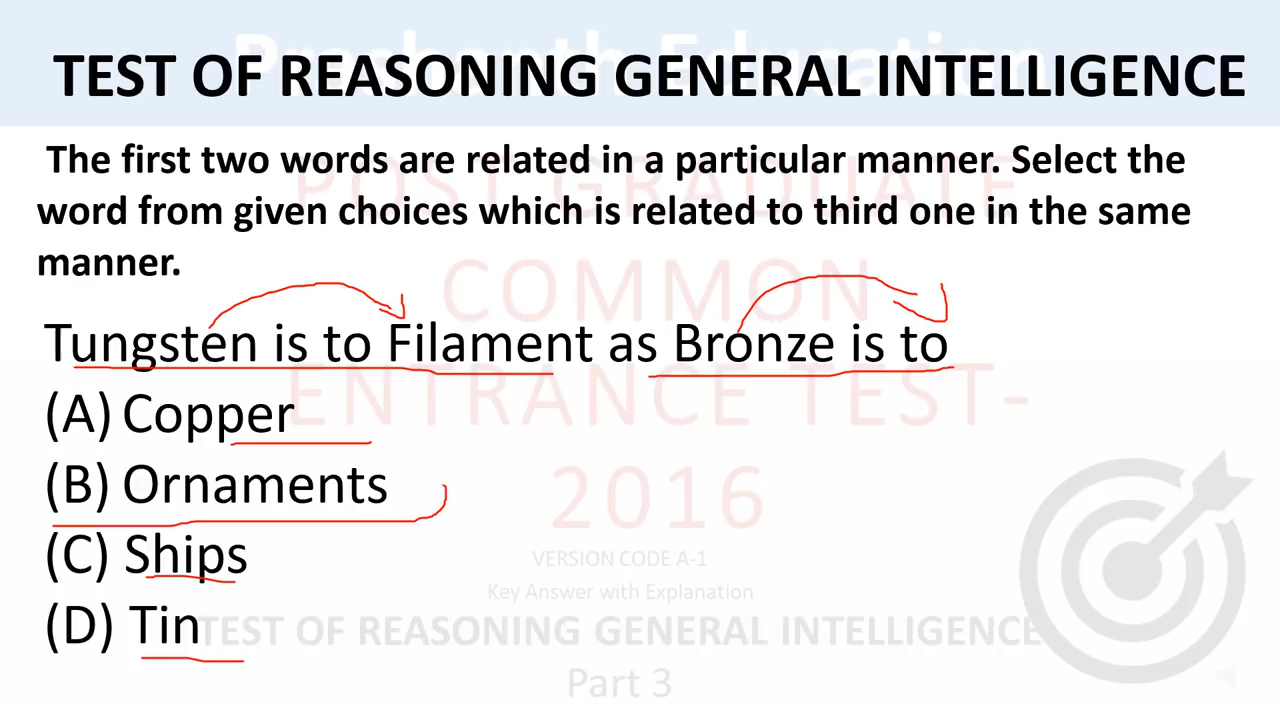 Prashanth Education
TEST OF REASONING GENERAL INTELLIGENCE
The first two words are related in a particular manner. Select the
word from given choices which is related to third one in the same
manner.
POST GRADUATE
COMMON
Tungsten is to Filament as Bronze is to
ENTRANCE TEST-
(A) Copper
(B) Ornaments
2016
(C) Ships
VERSION CODE A-1
Key Answer with Explanation
(D) Tin
TEST OF REASONING GENERAL INTELLIGENCE
Part 3